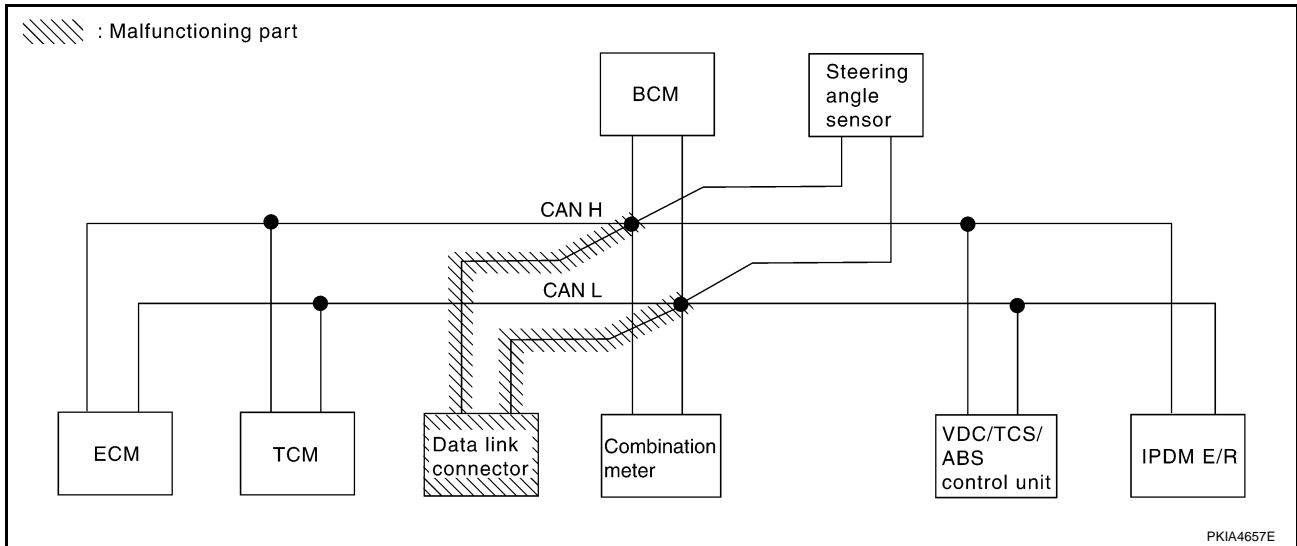 : Malfunctioning part
BCM
Steering
angle
sensor
CAN H
CAN L
ECM
TCM
Data link
connector
Combination
meter
VDC/TCS/
ABS
control unit
IPDM E/R
PKIA4657E